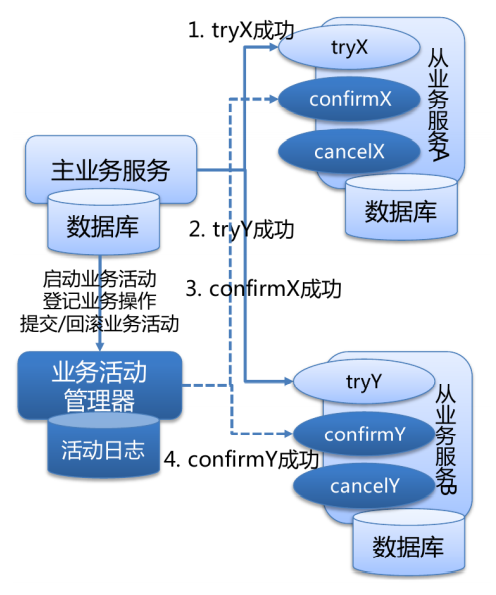 1. tryX成功
tryX
confirmX
cancelX
从业务服务A
数据库
主业务服务
数据库
2. tryY成功
启动业务活动
登记业务操作
提交/回滚业务活动
3. confirmX成功
业务活动
管理器
活动日志
tryY
confirmY
4. confirmY成功
cancelY
从业务服务B
数据库